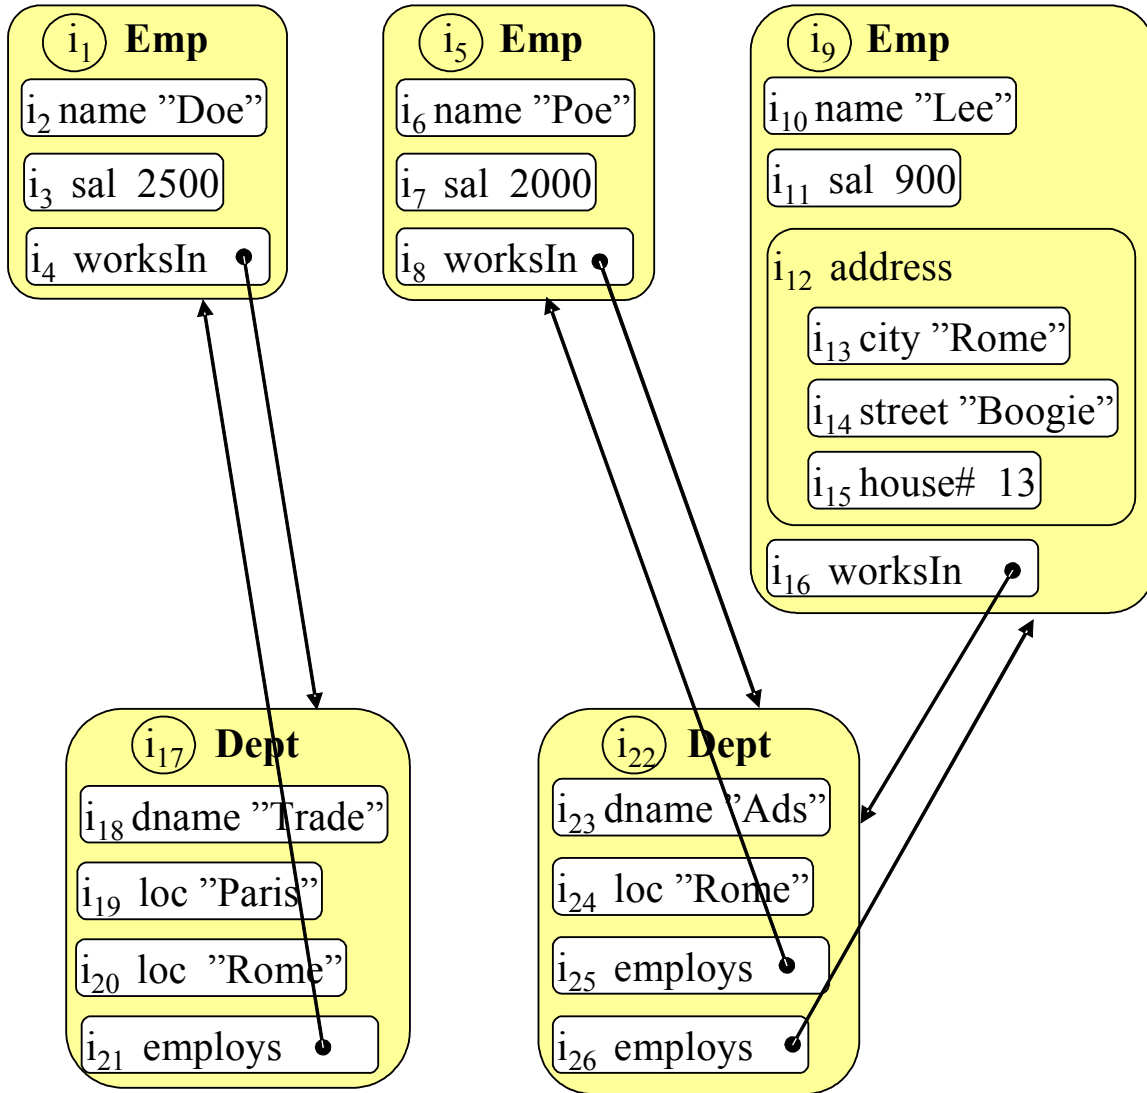 i1 Emp
i2 name ”Doe”
i3 sal 2500
i4 worksIn
i5 Emp
i6 name ”Poe”
i7 sal 2000
i8 worksIn
i9 Emp
i10 name ”Lee”
i11 sal 900
i12 address
i13 city ”Rome”
i14 street ”Boogie”
i15 house# 13
i16 worksIn
i17 Dept
i18 dname ”Trade”
i19 loc ”Paris”
i20 loc ”Rome”
i21 employs
i22 Dept
i23 dname ”Ads”
i24 loc ”Rome”
i25 employs
i26 employs